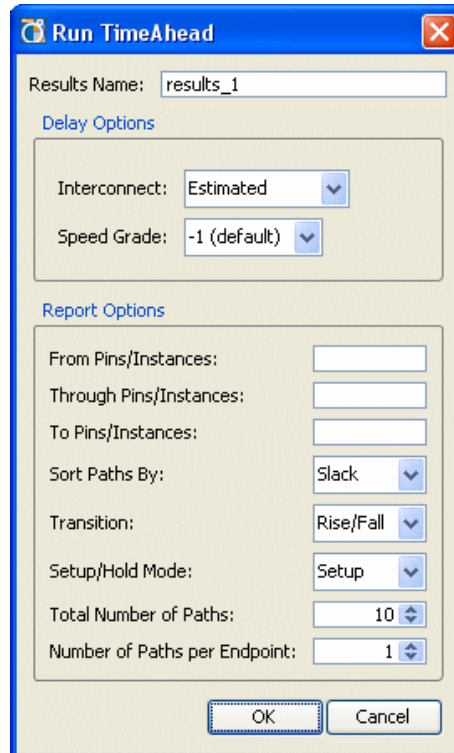 Run TimeAhead
Results Name: results_1
Delay Options
Interconnect: Estimated
Speed Grade: -1 (default)
Report Options
From Pins/Instances:
Through Pins/Instances:
To Pins/Instances:
Sort Paths By: Slack
Transition: Rise/Fall
Setup/Hold Mode: Setup
Total Number of Paths: 10
Number of Paths per Endpoint: 1
OK Cancel